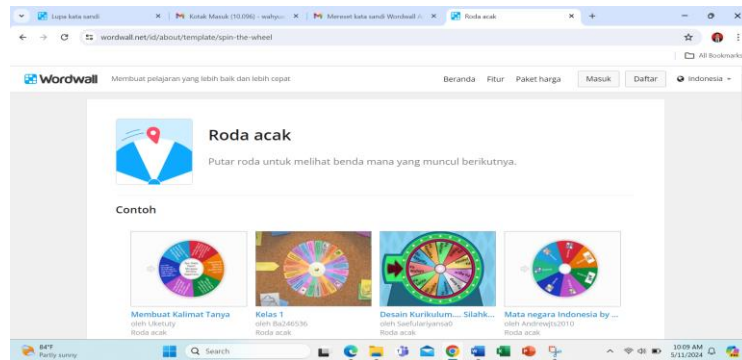 Lupa kata sandi
Kotak Masuk (10.096) - wahyu
Mereset kata sandi Wordwall
Roda acak
wordwall.net/id/about/template/spin-the-wheel
All Bookmarks
Wordwall
Membuat pelajaran yang lebih baik dan lebih cepat
Beranda Fitur Paket harga Masuk Daftar Indonesia
Roda acak
Putar roda untuk melihat benda mana yang muncul berikutnya.
Contoh
Membuat Kalimat Tanya
oleh Uketuty
Roda acak
Kelas 1
oleh Ba246536
Roda acak
Desain Kurikulum.... Silahk...
oleh Saefulariyansa0
Roda acak
Mata negara Indonesia by ...
oleh Andrewjts2010
Roda acak
84°F
Partly sunny
Search
10:09 AM
5/11/2024